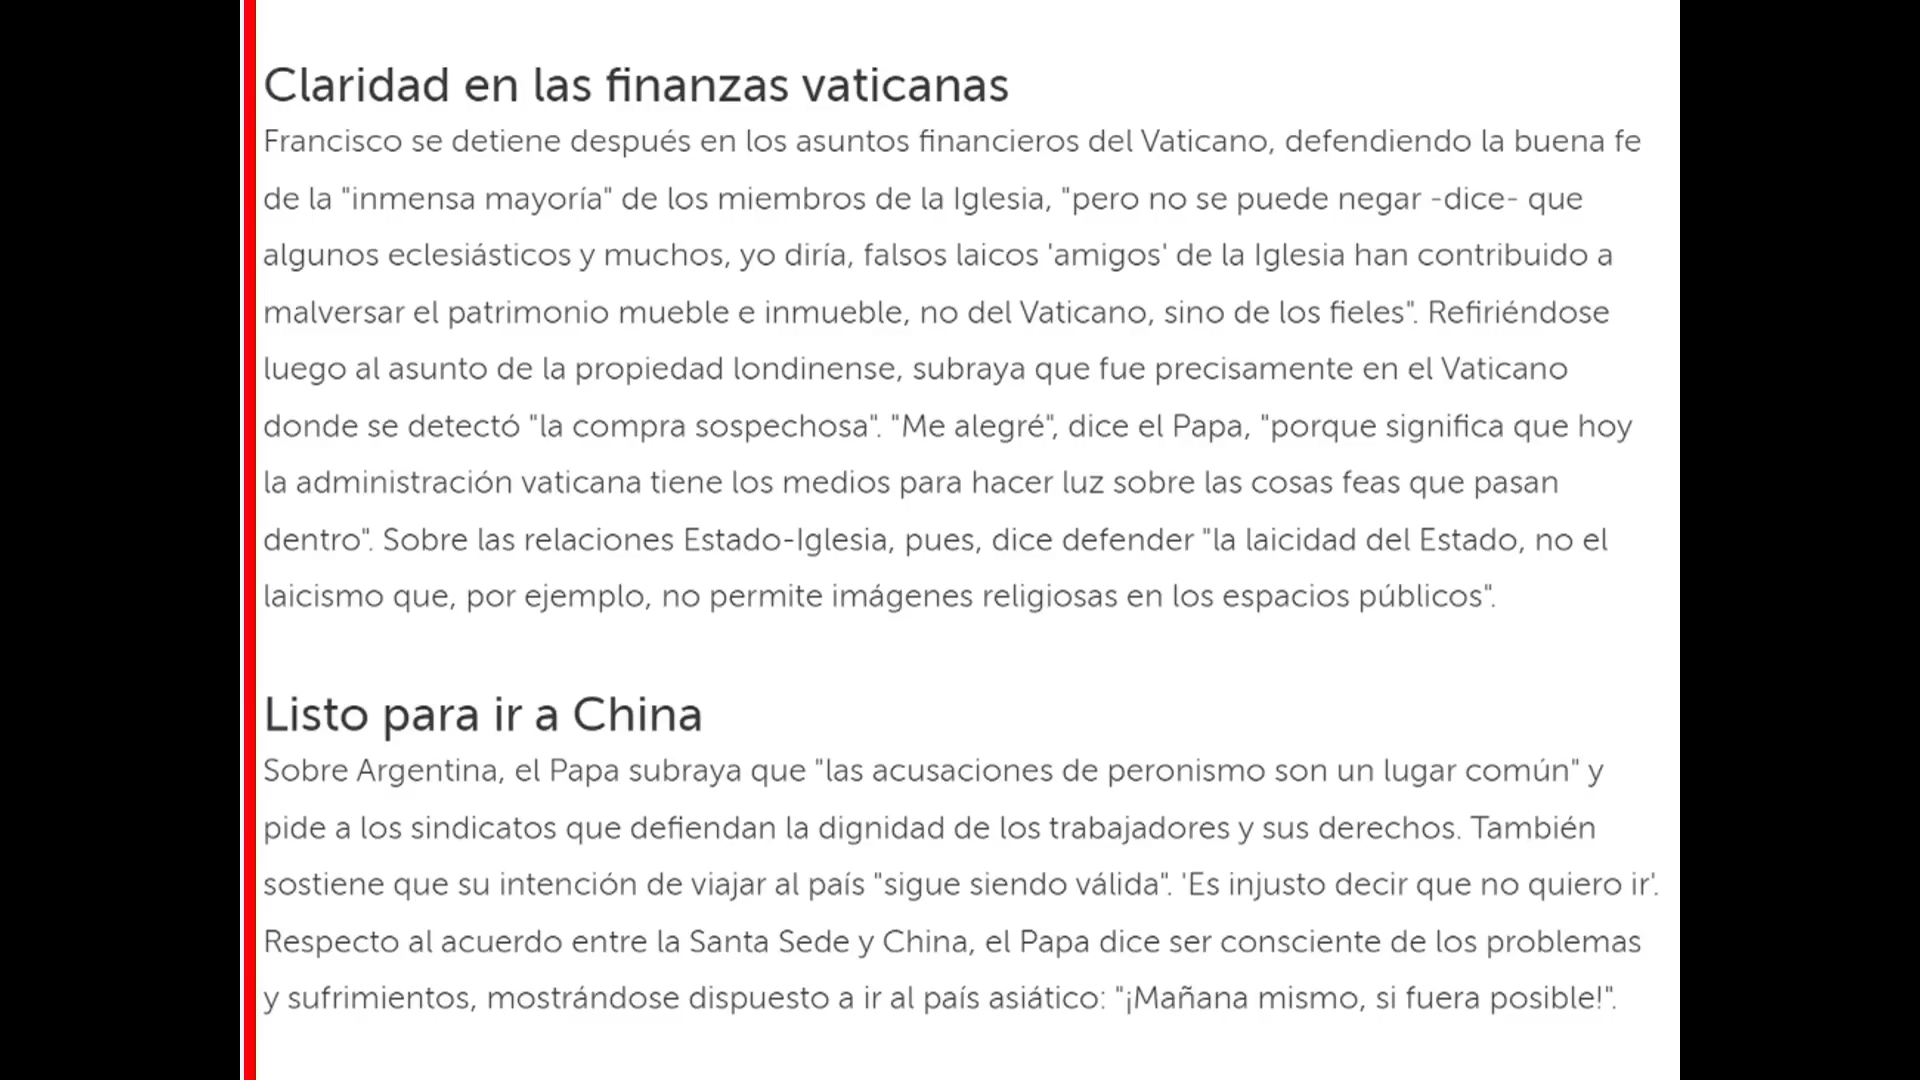 Claridad en las finanzas vaticanas
Francisco se detiene después en los asuntos financieros del Vaticano, defendiendo la buena fe
de la "inmensa mayoría" de los miembros de la Iglesia, "pero no se puede negar -dice- que
algunos eclesiásticos y muchos, yo diría, falsos laicos 'amigos' de la Iglesia han contribuido a
malversar el patrimonio mueble e inmueble, no del Vaticano, sino de los fieles". Refiriéndose
luego al asunto de la propiedad londinense, subraya que fue precisamente en el Vaticano
donde se detectó "la compra sospechosa". "Me alegré", dice el Papa, "porque significa que hoy
la administración vaticana tiene los medios para hacer luz sobre las cosas feas que pasan
dentro". Sobre las relaciones Estado-Iglesia, pues, dice defender "la laicidad del Estado, no el
laicismo que, por ejemplo, no permite imágenes religiosas en los espacios públicos".
Listo para ir a China
Sobre Argentina, el Papa subraya que "las acusaciones de peronismo son un lugar común" y
pide a los sindicatos que defiendan la dignidad de los trabajadores y sus derechos. También
sostiene que su intención de viajar al país "sigue siendo válida". 'Es injusto decir que no quiero ir'.
Respecto al acuerdo entre la Santa Sede y China, el Papa dice ser consciente de los problemas
y sufrimientos, mostrándose dispuesto a ir al país asiático: "¡Mañana mismo, si fuera posible!".